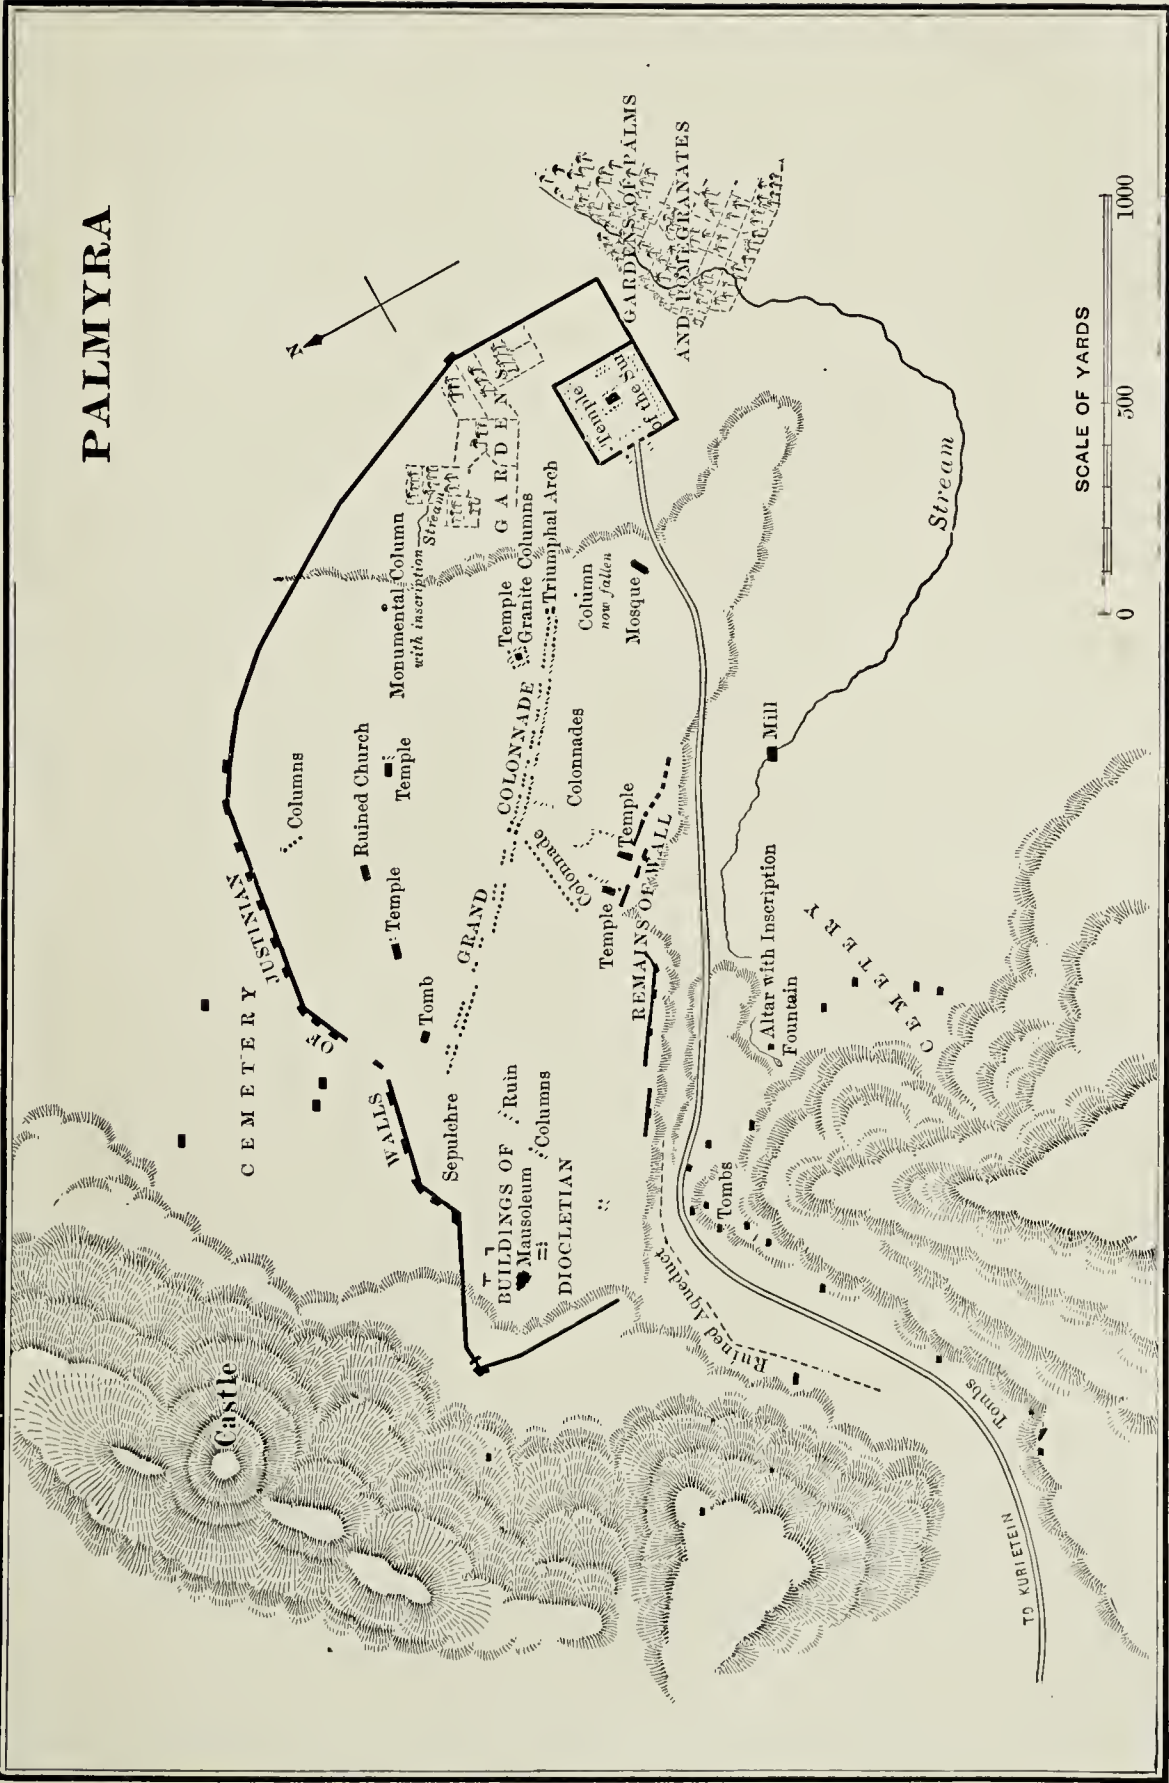 PALMYRA
N
Castle
CEMETERY
WALLS
OF
JUSTINIAN
Columns
Ruined Church
Temple
Temple
Tomb
Sepulchre
Monumental Column
with inscription
Stream
GARDENS
Temple
Granite Columns
Triumphal Arch
GRAND
COLONNADE
Colonnade
Colonnades
Column
now fallen
Mosque
Temple
of the Sun
GARDENS OF PALMS
AND POMEGRANATES
Ruin
BUILDINGS OF
Mausoleum
Columns
DIOCLETIAN
Temple
Temple
REMAINS OF WALL
Ruined Aqueduct
Tombs
Altar with Inscription
Fountain
Mill
Stream
CEMETERY
Tombs
TO KURIETEIN
SCALE OF YARDS
0
500
1000